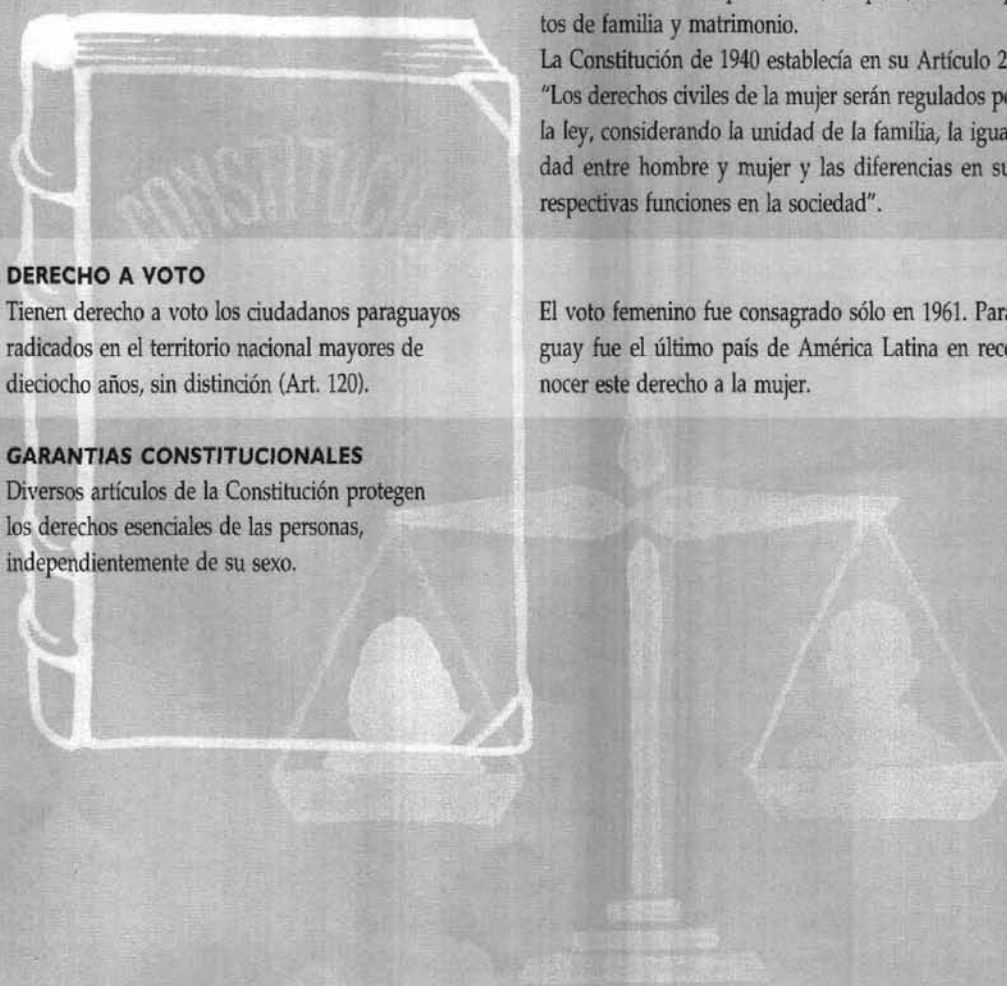 tos de familia y matrimonio.
La Constitución de 1940 establecía en su Artículo 2
"Los derechos civiles de la mujer serán regulados
la ley, considerando la unidad de la familia, la igua
dad entre hombre y mujer y las diferencias en
respectivas funciones en la sociedad".
CONSTITUCION
DERECHO A VOTO
Tienen derecho a voto los ciudadanos paraguayos
radicados en el territorio nacional mayores de
dieciocho años, sin distinción (Art. 120).
El voto femenino fue consagrado sólo en 1961. Para
guay fue el último país de América Latina en reco
nocer este derecho a la mujer.
GARANTIAS CONSTITUCIONALES
Diversos artículos de la Constitución protegen
los derechos esenciales de las personas,
independientemente de su sexo.